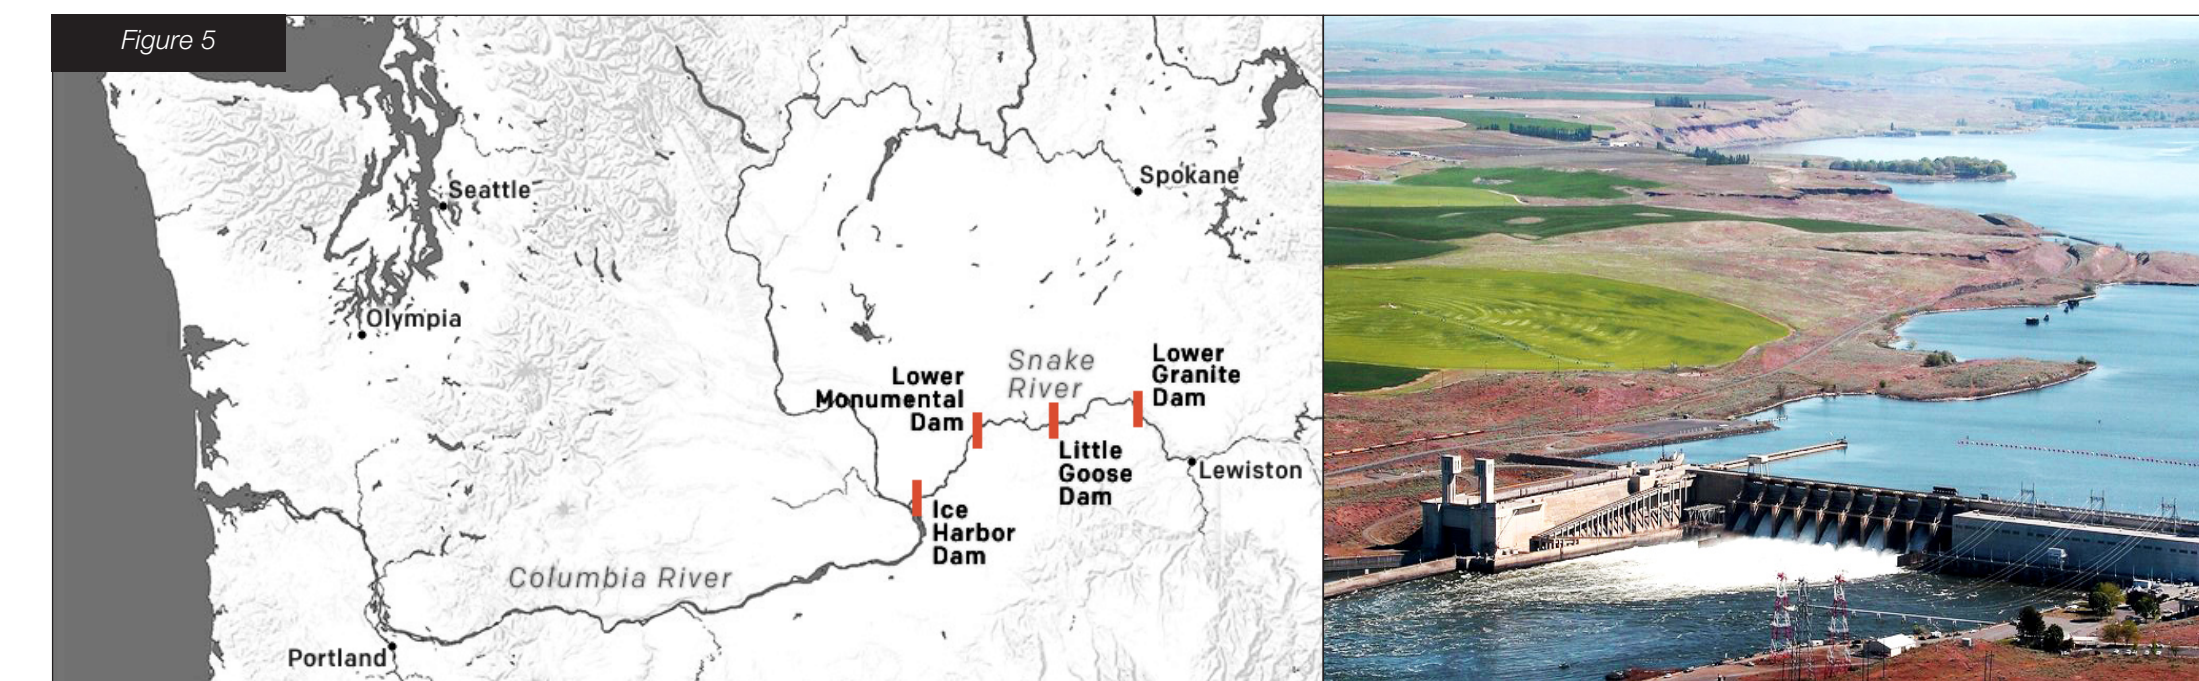 Figure 5
Seattle
Spokane
Olympia
Snake
River
Lower
Granite
Dam
Lower
Monumental
Dam
Little
Goose
Dam
Lewiston
Ice
Harbor
Dam
Columbia River
Portland